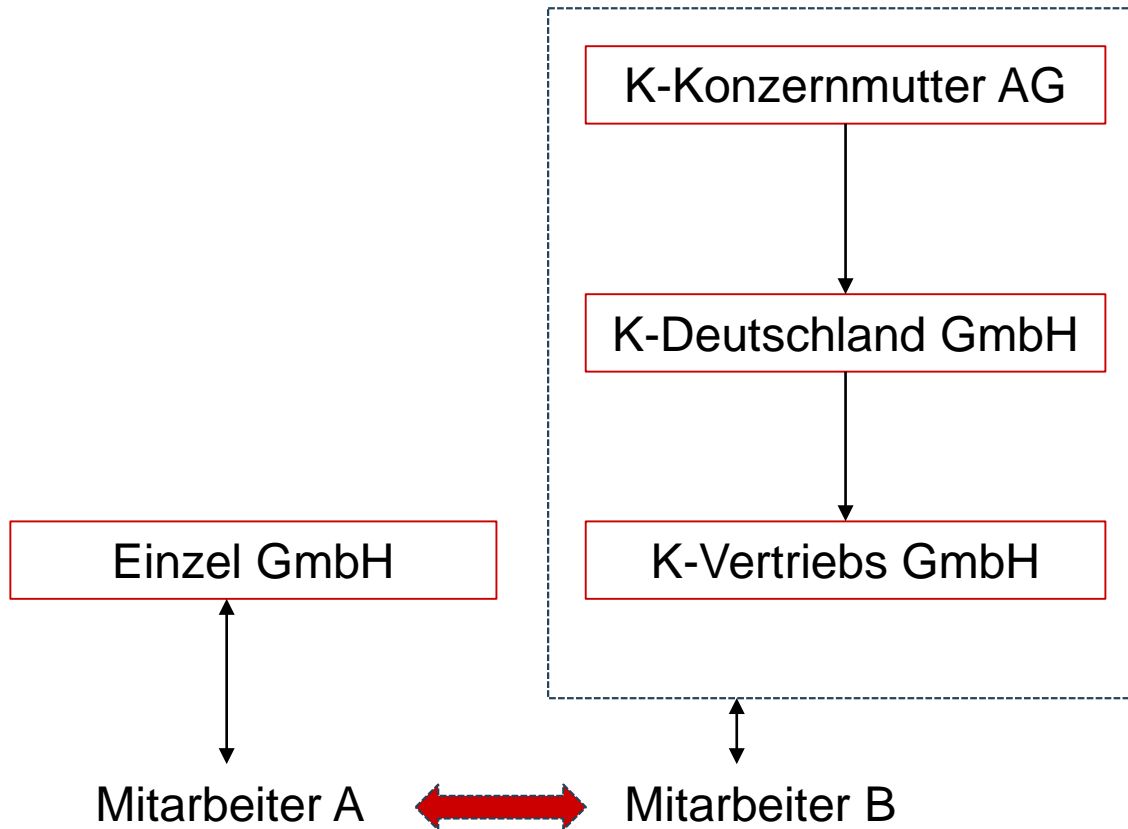 K-Konzernmutter AG
K-Deutschland GmbH
Einzel GmbH
K-Vertriebs GmbH
Mitarbeiter A
Mitarbeiter B